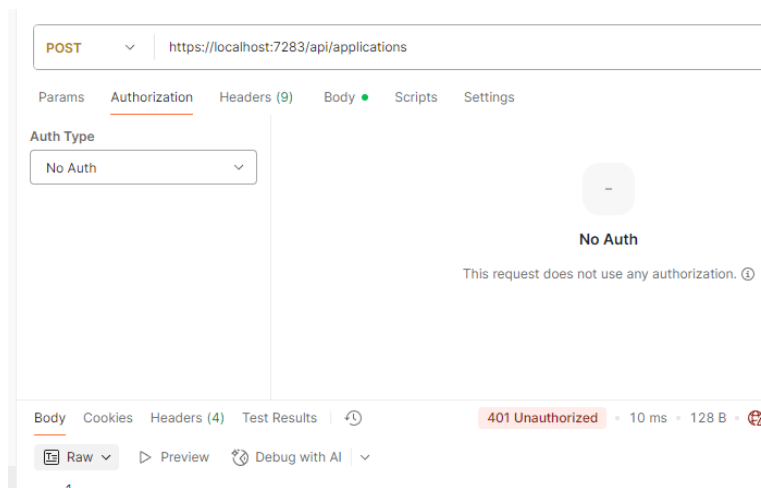 POST https://localhost:7283/api/applications
Params Authorization Headers (9) Body Scripts Settings
Auth Type
No Auth
No Auth
This request does not use any authorization.
Body Cookies Headers (4) Test Results 401 Unauthorized 10 ms 128 B
Raw Preview Debug with AI